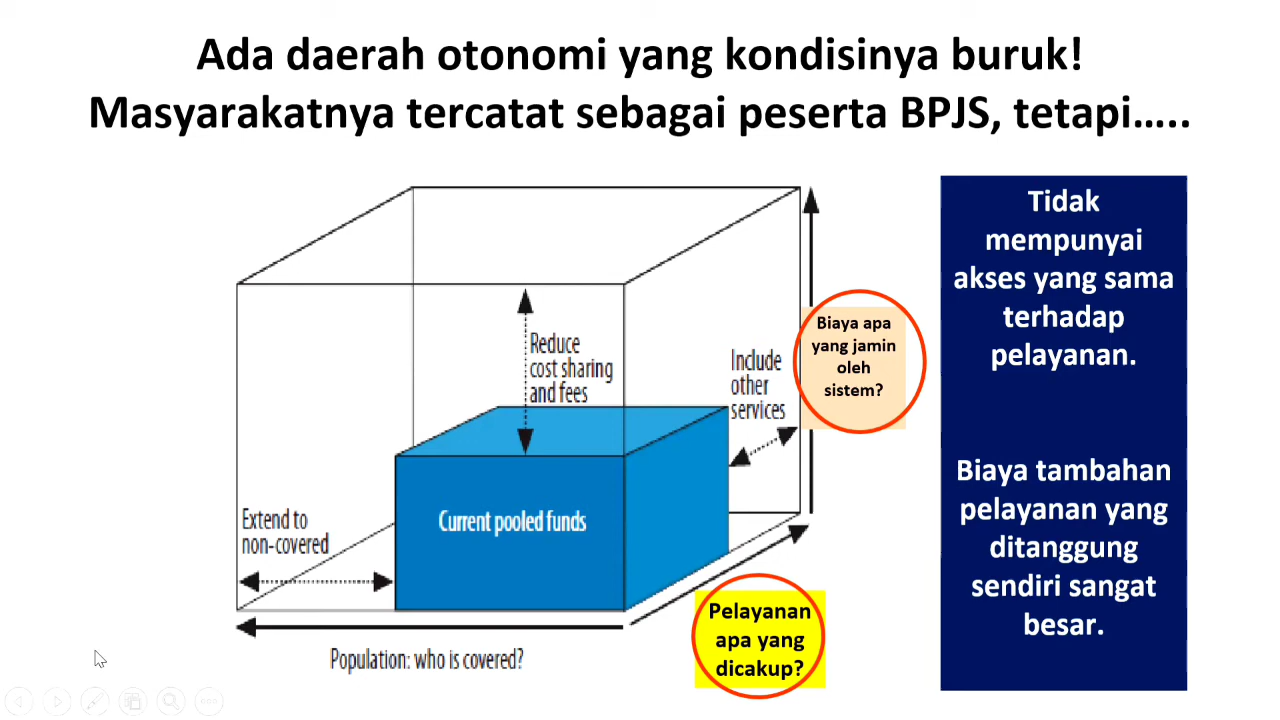 Ada daerah otonomi yang kondisinya buruk!
Masyarakatnya tercatat sebagai peserta BPJS, tetapi…..
Reduce
cost sharing
and fees
Include
other
services
Biaya apa
yang jamin
oleh
sistem?
Extend to
non-covered
Current pooled funds
Population: who is covered?
Pelayanan
apa yang
dicakup?
Tidak
mempunyai
akses yang sama
terhadap
pelayanan.
Biaya tambahan
pelayanan yang
ditanggung
sendiri sangat
besar.